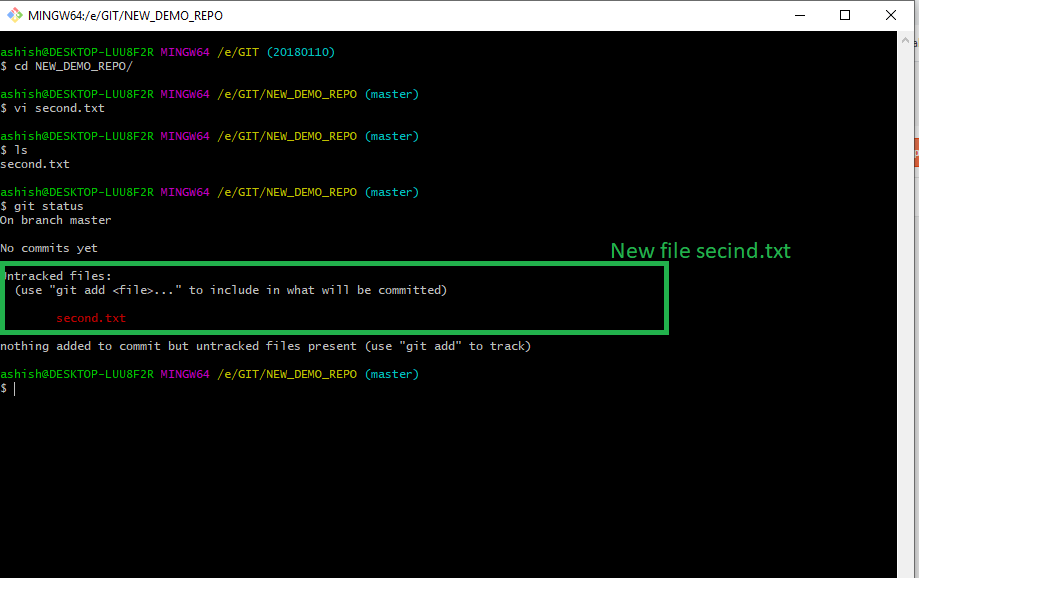 MINGW64:/e/GIT/NEW_DEMO_REPO
ashish@DESKTOP-LUU8F2R MINGW64 /e/GIT (20180110)
$ cd NEW_DEMO_REPO/
ashish@DESKTOP-LUU8F2R MINGW64 /e/GIT/NEW_DEMO_REPO (master)
$ vi second.txt
ashish@DESKTOP-LUU8F2R MINGW64 /e/GIT/NEW_DEMO_REPO (master)
$ ls
second.txt
ashish@DESKTOP-LUU8F2R MINGW64 /e/GIT/NEW_DEMO_REPO (master)
$ git status
On branch master
No commits yet
New file secind.txt
Untracked files:
(use "git add <file>..." to include in what will be committed)
second.txt
nothing added to commit but untracked files present (use "git add" to track)
ashish@DESKTOP-LUU8F2R MINGW64 /e/GIT/NEW_DEMO_REPO (master)
$